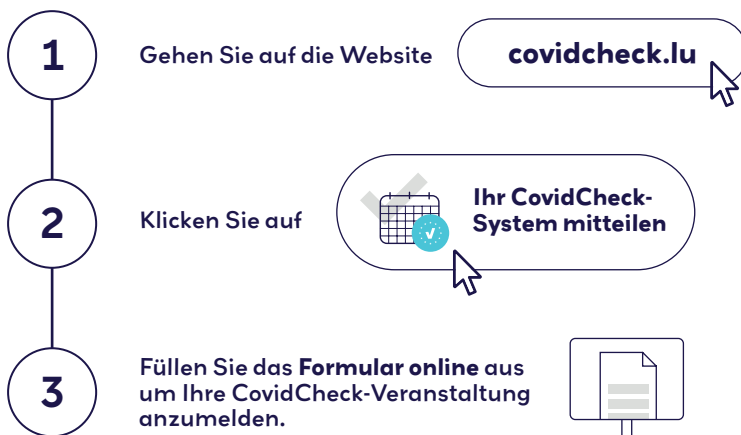 1
Gehen Sie auf die Website
covidcheck.lu
2
Klicken Sie auf
Ihr CovidCheck-
System mitteilen
3
Füllen Sie das Formular online aus
um Ihre CovidCheck-Veranstaltung
anzumelden.